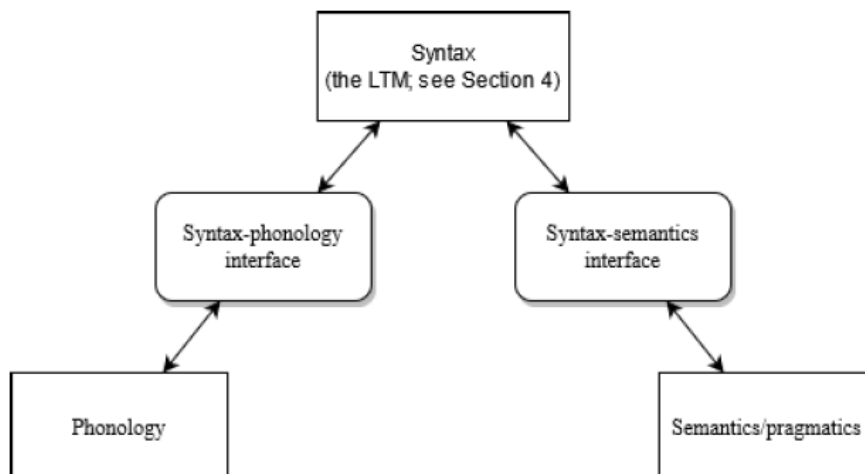 Syntax
(the LTM; see Section 4)
Syntax-phonology
interface
Syntax-semantics
interface
Phonology
Semantics/pragmatics